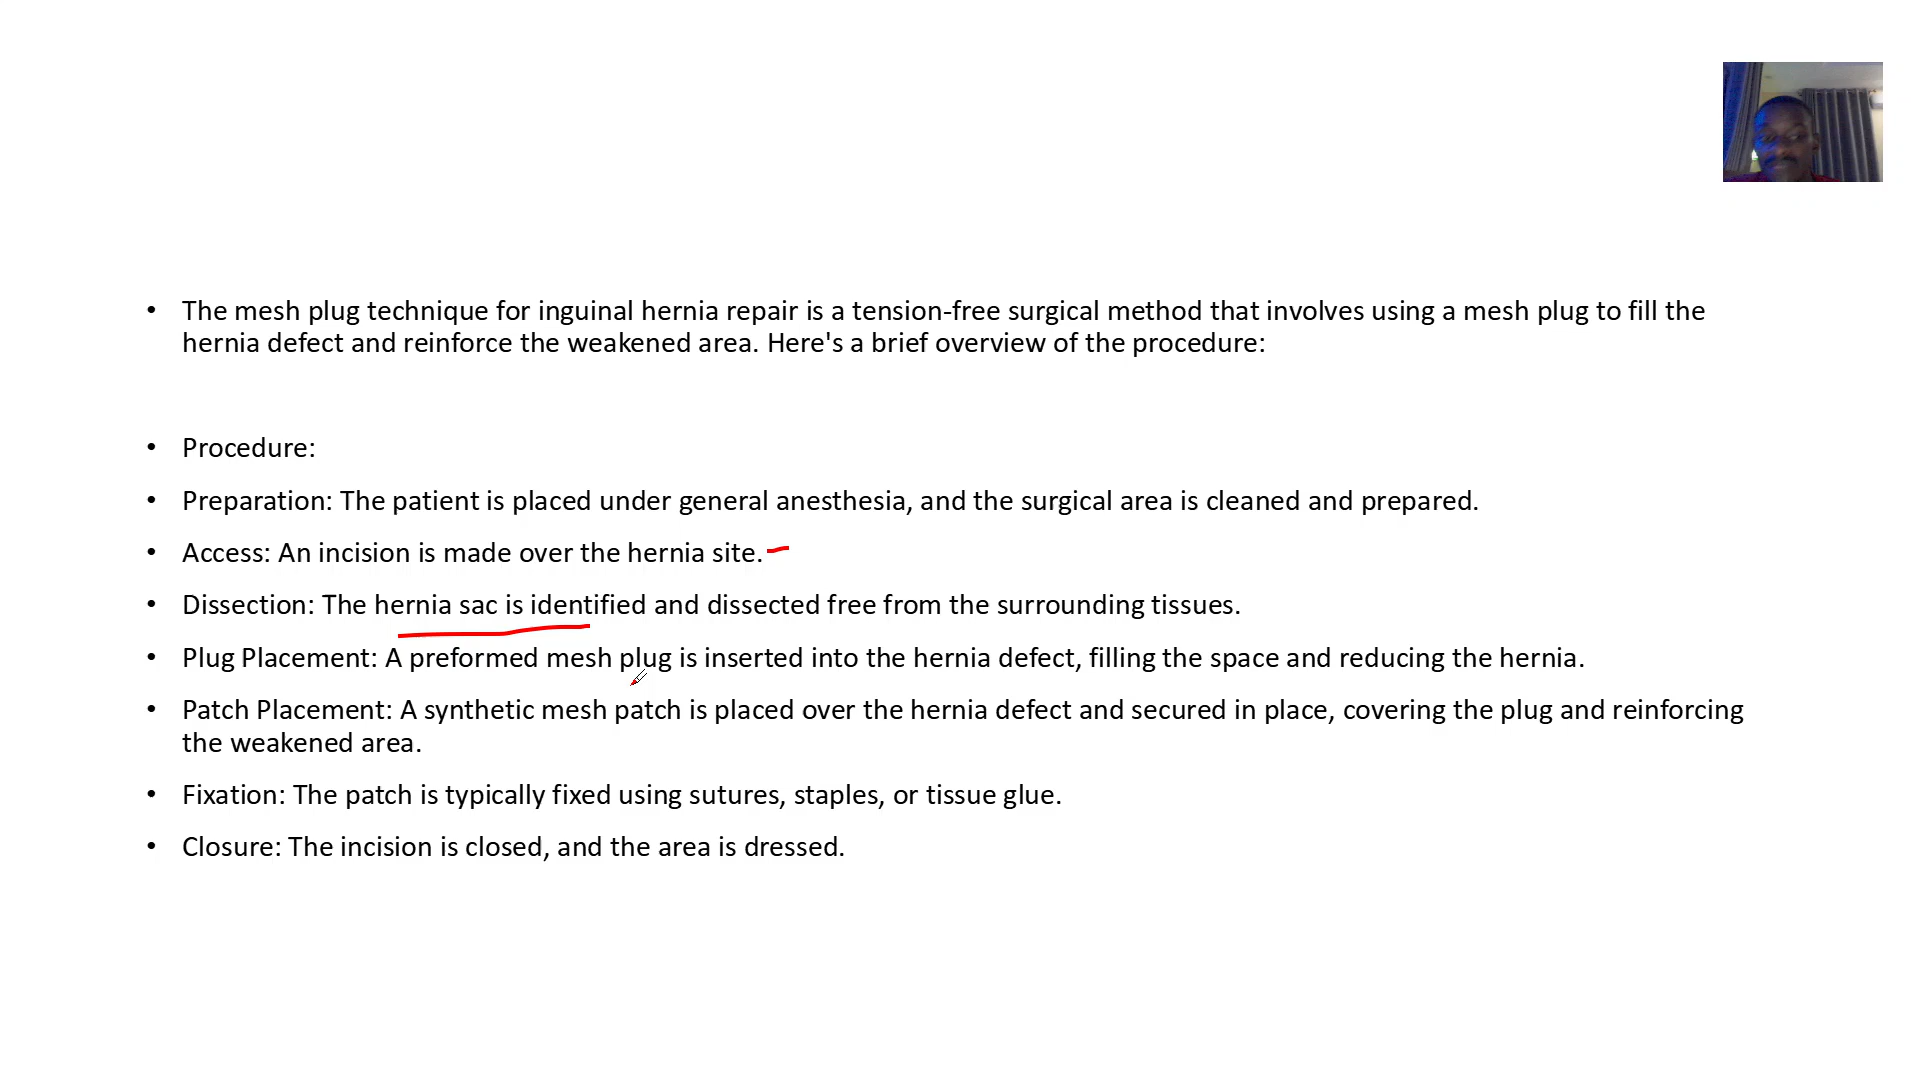 • The mesh plug technique for inguinal hernia repair is a tension-free surgical method that involves using a mesh plug to fill the
hernia defect and reinforce the weakened area. Here's a brief overview of the procedure:
• Procedure:
• Preparation: The patient is placed under general anesthesia, and the surgical area is cleaned and prepared.
• Access: An incision is made over the hernia site.
• Dissection: The hernia sac is identified and dissected free from the surrounding tissues.
• Plug Placement: A preformed mesh plug is inserted into the hernia defect, filling the space and reducing the hernia.
• Patch Placement: A synthetic mesh patch is placed over the hernia defect and secured in place, covering the plug and reinforcing
the weakened area.
• Fixation: The patch is typically fixed using sutures, staples, or tissue glue.
• Closure: The incision is closed, and the area is dressed.